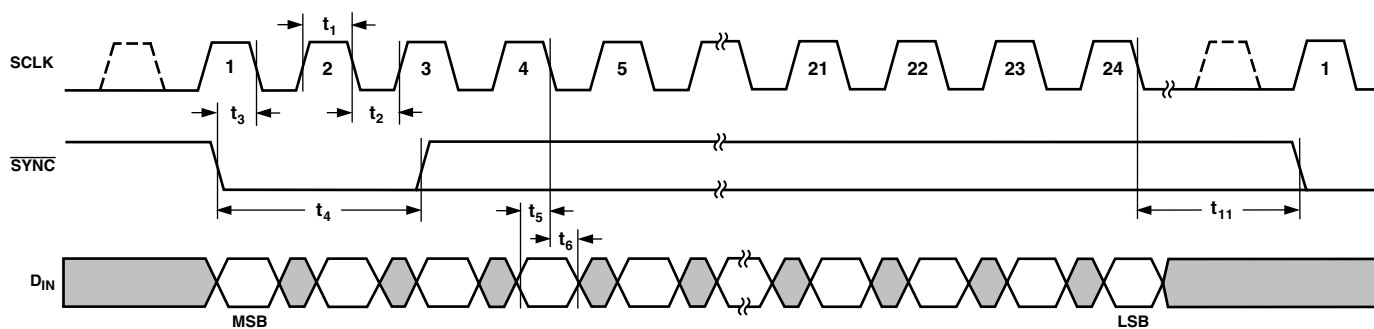 t1
SCLK
1 2 3 4 5 21 22 23 24 1
t3 t2
SYNC
t4 t5 t11
t6
DIN
MSB LSB